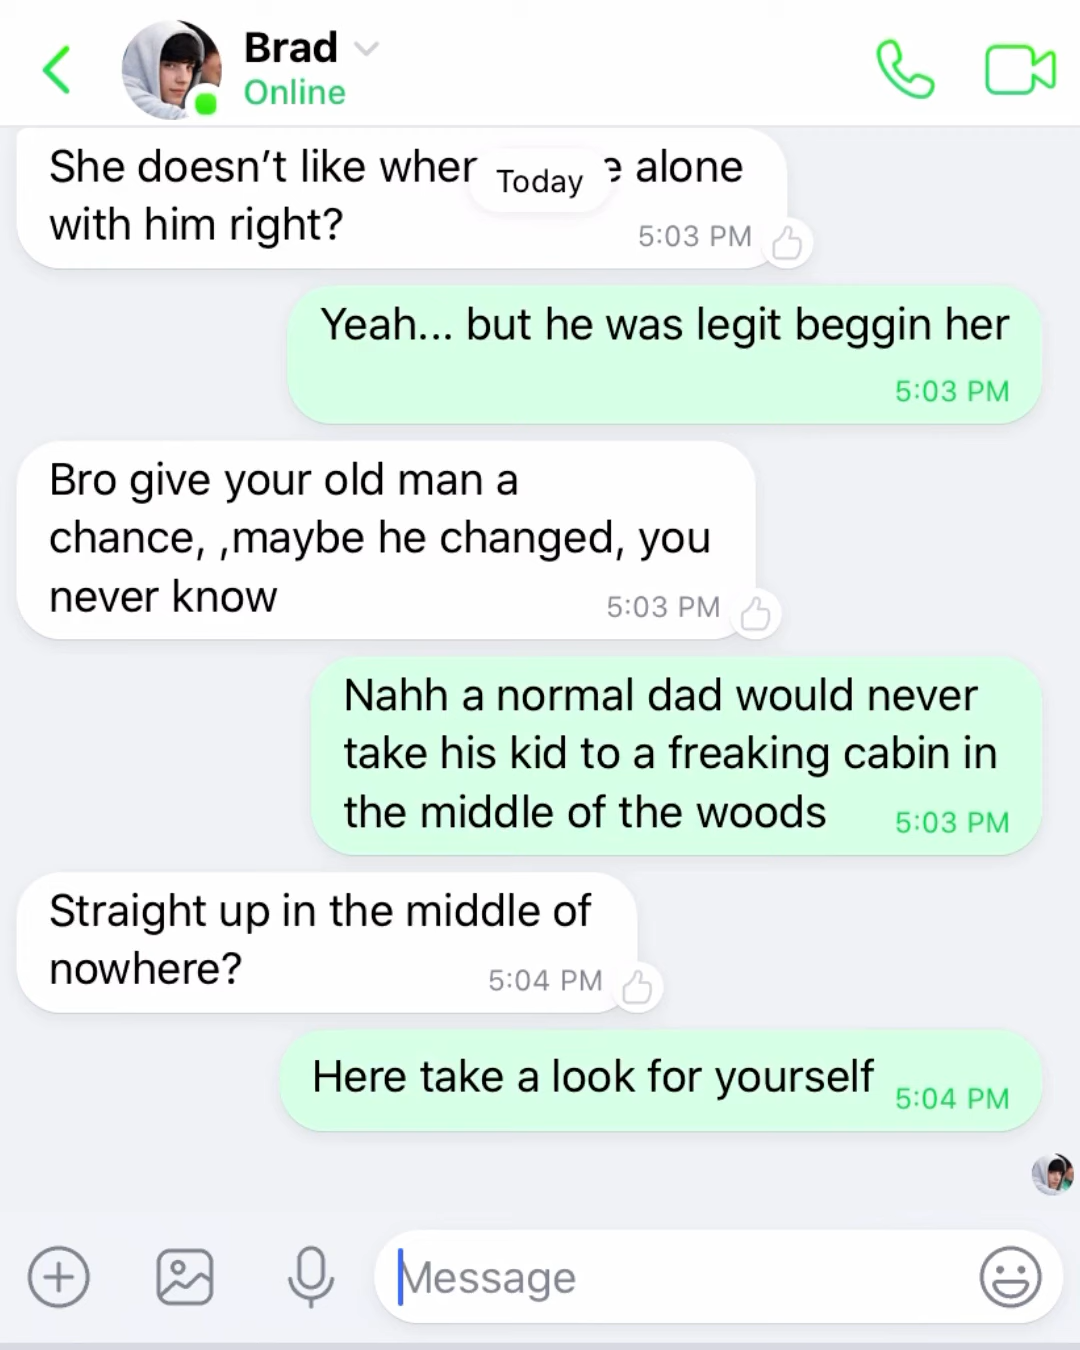 Brad
Online
She doesn't like wher
Today
e alone
with him right?
5:03 PM
Yeah... but he was legit beggin her
5:03 PM
Bro give your old man a
chance, ,maybe he changed, you
never know
5:03 PM
Nahh a normal dad would never
take his kid to a freaking cabin in
the middle of the woods
5:03 PM
Straight up in the middle of
nowhere?
5:04 PM
Here take a look for yourself
5:04 PM
Message